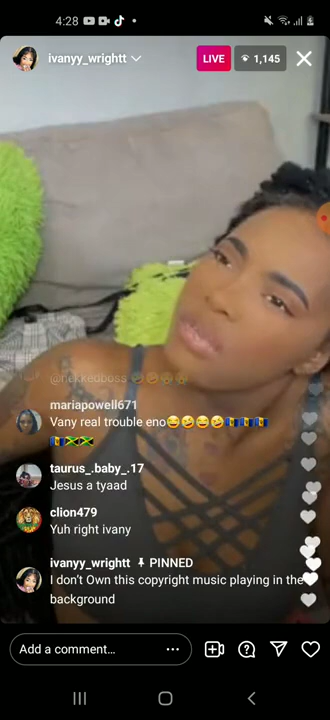 4:28
ivanyy_wrightt
LIVE
1,145
@nekkedboss
mariapowell671
Vany real trouble eno😂🤣😂🤣🇧🇧🇧🇧🇧🇧
🇧🇧🇯🇲🇯🇲
taurus_.baby_.17
Jesus a tyaad
clion479
Yuh right ivany
ivanyy_wrightt PINNED
I don't Own this copyright music playing in the
background
Add a comment...